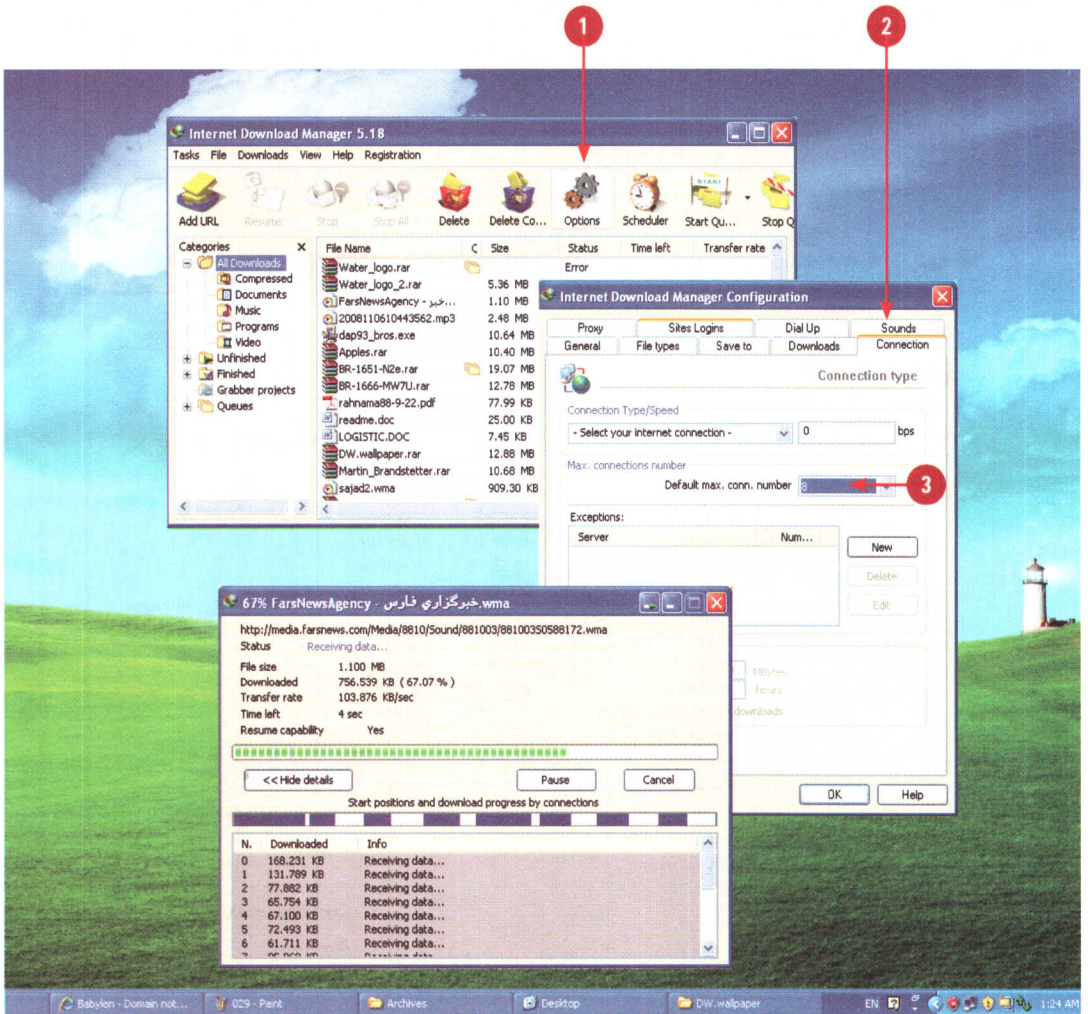 1
2
Internet Download Manager 5.18
Tasks File Downloads View Help Registration
Add URL Resume Stop Stop All Delete Delete Co... Options Scheduler Start Qu... Stop Q
Categories x
All Downloads
Compressed
Documents
Music
Programs
Video
Unfinished
Finished
Grabber projects
Queues
File Name C Size Status Time left Transfer rate
Water_logo.rar Error
Water_logo_2.rar 5.36 MB
FarsNewsAgency - خبر...‎ 1.10 MB
2008110610443562.mp3 2.48 MB
dap93_bros.exe 10.64 MB
Apples.rar 10.40 MB
BR-1651-N2e.rar 19.07 MB
BR-1666-MW7U.rar 12.78 MB
rahnama88-9-22.pdf 77.99 KB
readme.doc 25.00 KB
LOGISTIC.DOC 7.45 KB
DW.wallpaper.rar 12.88 MB
Martin_Brandstetter.rar 10.68 MB
sajad2.wma 909.30 KB
Internet Download Manager Configuration
Proxy Sites Logins Dial Up Sounds
General File types Save to Downloads Connection
Connection type
Connection Type/Speed
- Select your internet connection - 0 bps
Max. connections number
Default max. conn. number 8
3
Exceptions:
Server Num...
New
Delete
Edit
MBytes
hours
downloads
OK Help
67% FarsNewsAgency - خبرگزاري فارس.wma
http://media.farsnews.com/Media/8810/Sound/881003/8810030588172.wma
Status Receiving data...
File size 1.100 MB
Downloaded 756.539 KB ( 67.07 % )
Transfer rate 103.876 KB/sec
Time left 4 sec
Resume capability Yes
<< Hide details Pause Cancel
Start positions and download progress by connections
N. Downloaded Info
0 168.231 KB Receiving data...
1 131.789 KB Receiving data...
2 77.882 KB Receiving data...
3 65.754 KB Receiving data...
4 67.100 KB Receiving data...
5 72.493 KB Receiving data...
6 61.711 KB Receiving data...
Babylon - Domain not... 029 - Paint Archives Desktop DW.wallpaper EN 1:24 AM